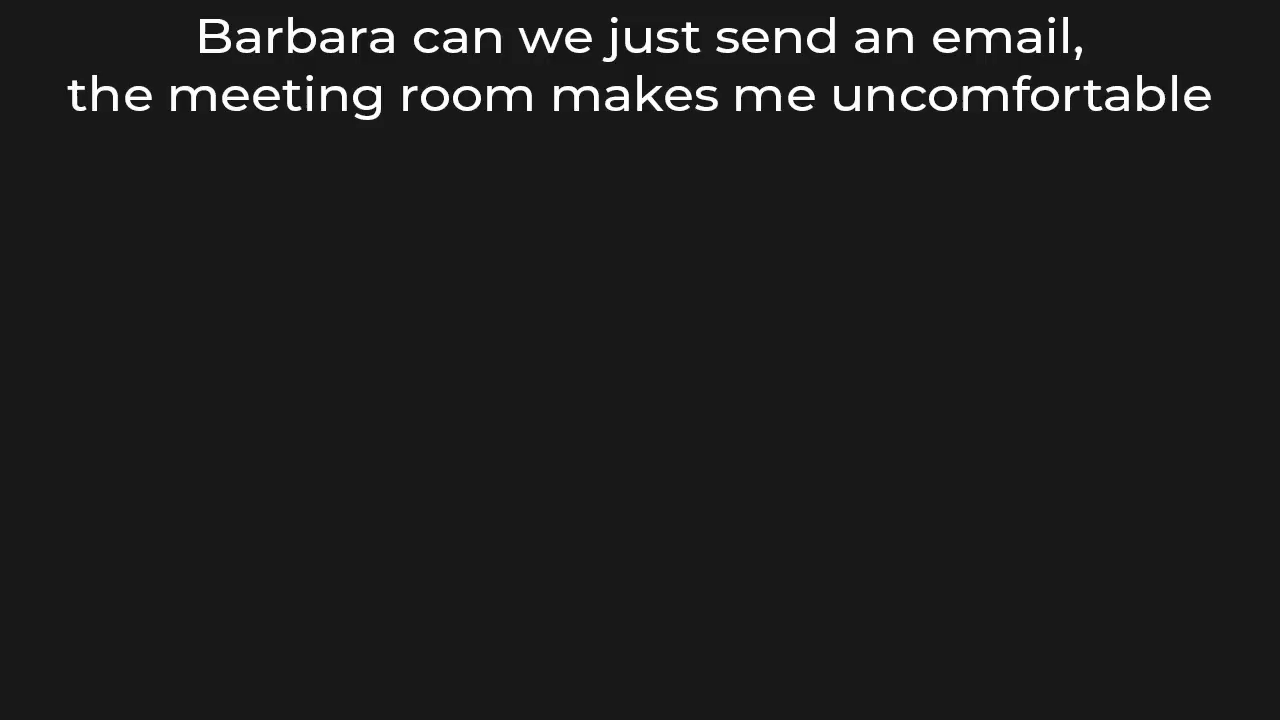 Barbara can we just send an email,
the meeting room makes me uncomfortable